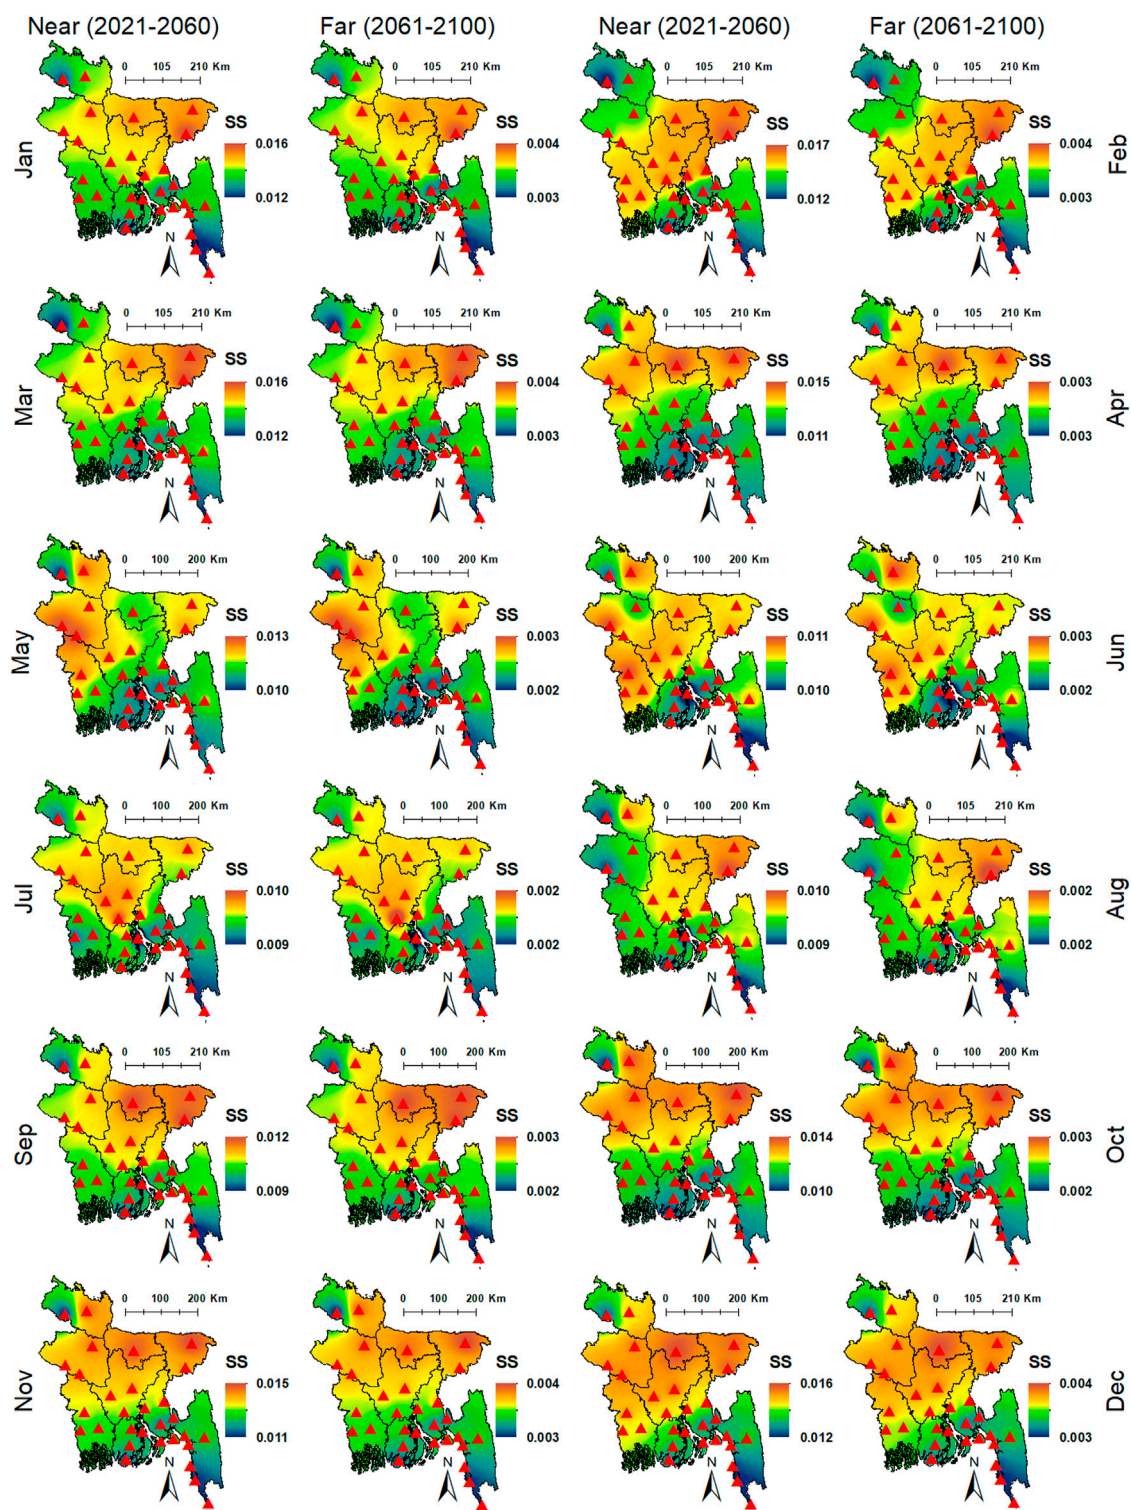 Near (2021-2060) Far (2061-2100) Near (2021-2060) Far (2061-2100)
0 105 210 Km 0 105 210 Km 0 105 210 Km 0 105 210 Km
SS SS SS SS
Jan 0.016 0.004 0.017 0.004 Feb
0.012 0.003 0.012 0.003
N N N N
0 105 210 Km 0 105 210 Km 0 100 210 Km 0 105 210 Km
SS SS SS SS
Mar 0.016 0.004 0.015 0.003 Apr
0.012 0.003 0.011 0.003
N N N N
0 100 200 Km 0 100 200 Km 0 100 200 Km 0 105 210 Km
SS SS SS SS
May 0.013 0.003 0.011 0.003 Jun
0.010 0.002 0.010 0.002
N N N N
0 100 200 Km 0 100 200 Km 0 100 200 Km 0 105 210 Km
SS SS SS SS
Jul 0.010 0.002 0.010 0.002 Aug
0.009 0.002 0.009 0.002
N N N N
0 105 210 Km 0 100 200 Km 0 100 200 Km 0 100 200 Km
SS SS SS SS
Sep 0.012 0.003 0.014 0.003 Oct
0.009 0.002 0.010 0.002
N N N N
0 100 200 Km 0 100 200 Km 0 100 200 Km 0 105 210 Km
SS SS SS SS
Nov 0.015 0.004 0.016 0.004 Dec
0.011 0.003 0.012 0.003
N N N N